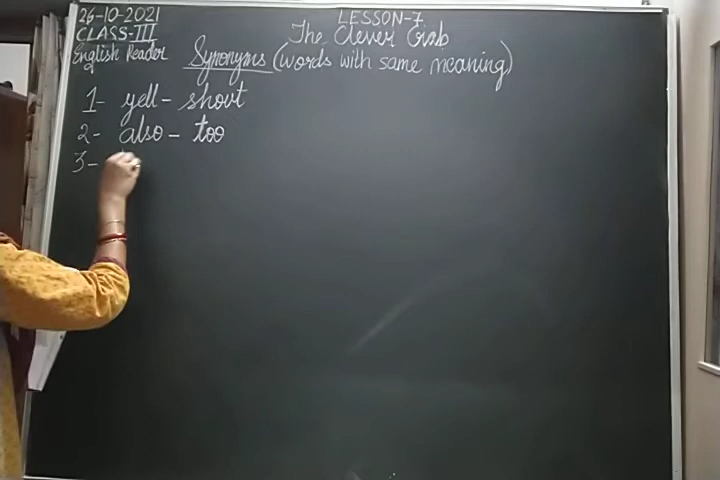 26-10-2021
LESSON-7
CLASS-III
The Clever Crab
English Reader
Synonyms (words with same meaning)
1- yell - shout
2- also - too
3-